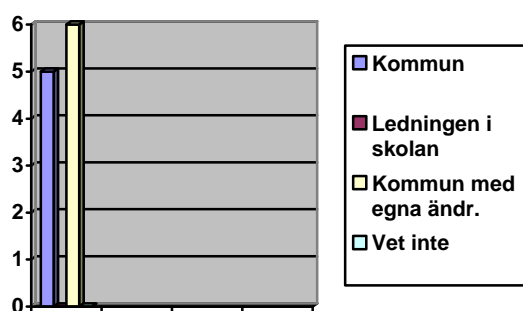 6
5
4
3
2
1
0
Kommun
Ledningen i
skolan
Kommun med
egna ändr.
Vet inte